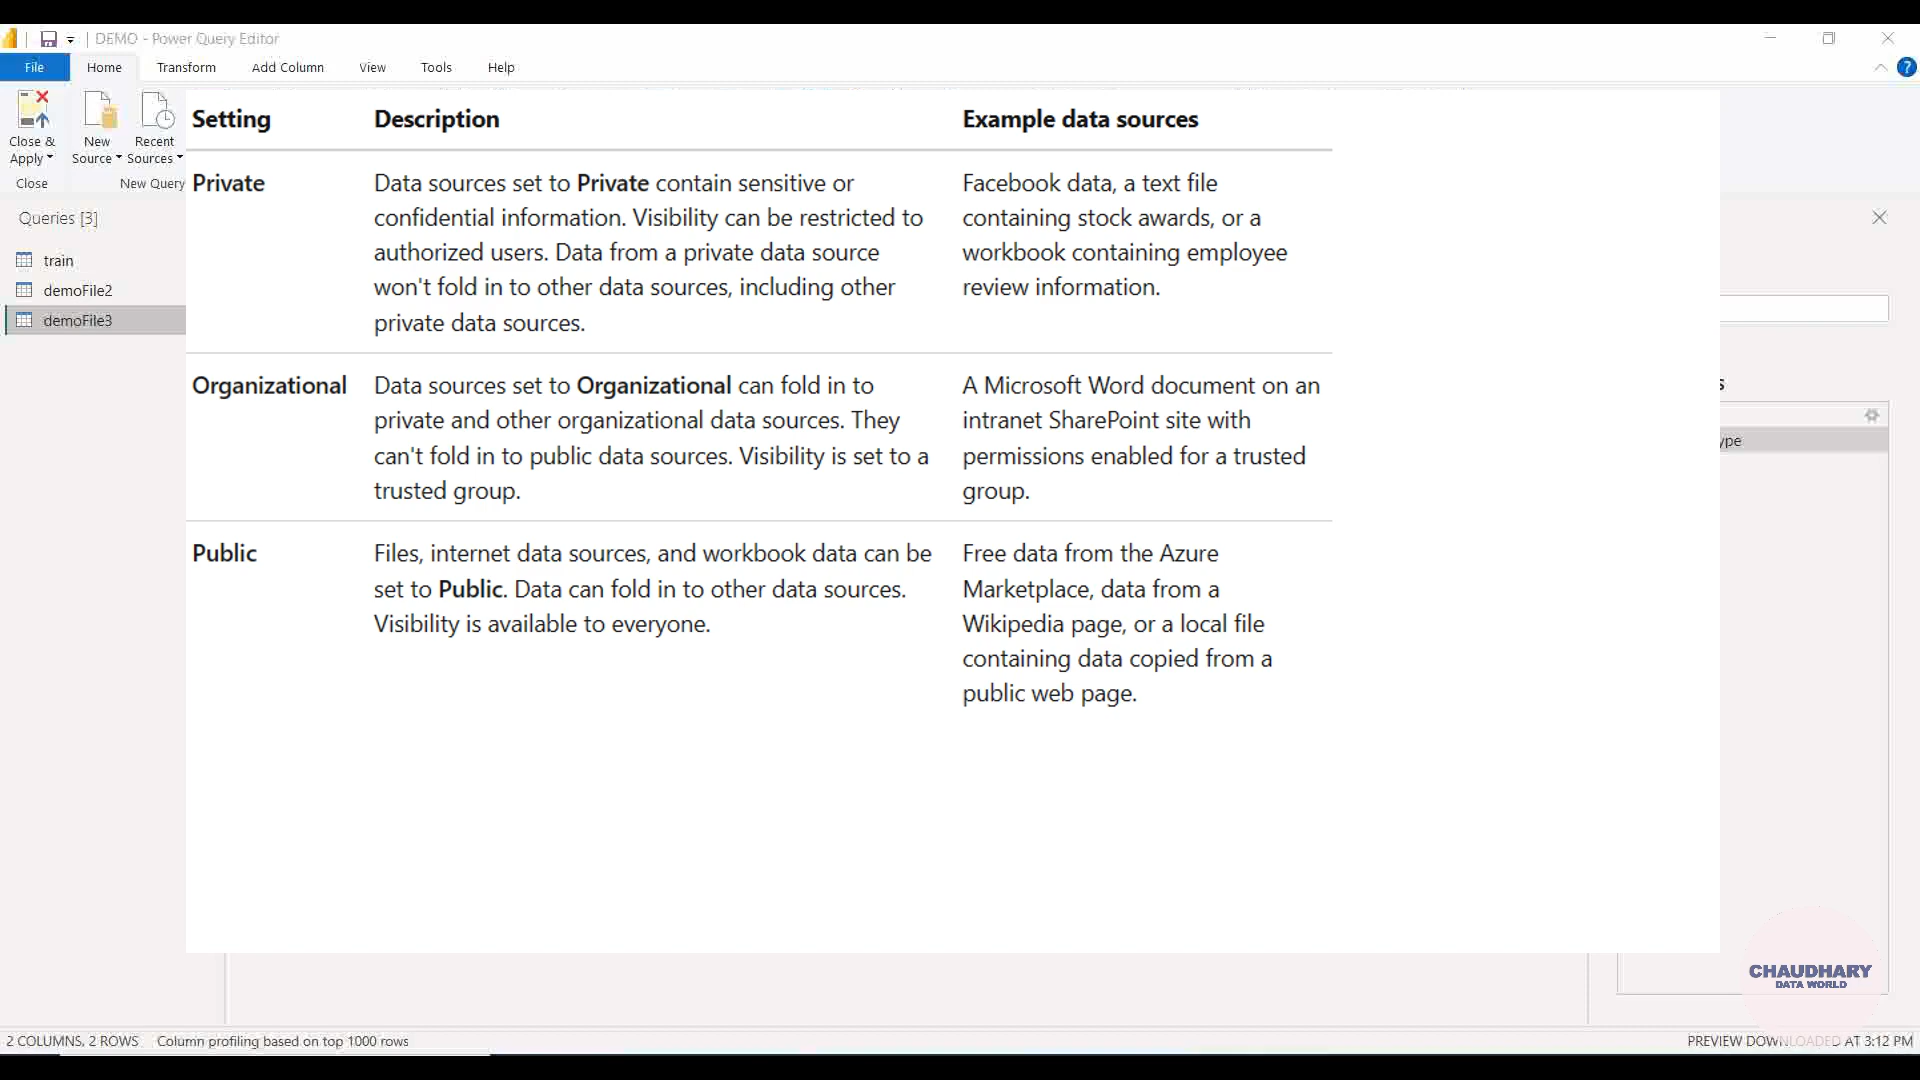 DEMO - Power Query Editor
File Home Transform Add Column View Tools Help
Close & Apply
New Source
Recent Sources
Close
New Query
Queries [3]
train
demoFile2
demoFile3
Setting Description Example data sources
Private
Data sources set to Private contain sensitive or
confidential information. Visibility can be restricted to
authorized users. Data from a private data source
won't fold in to other data sources, including other
private data sources.
Facebook data, a text file
containing stock awards, or a
workbook containing employee
review information.
Organizational
Data sources set to Organizational can fold in to
private and other organizational data sources. They
can't fold in to public data sources. Visibility is set to a
trusted group.
A Microsoft Word document on an
intranet SharePoint site with
permissions enabled for a trusted
group.
Public
Files, internet data sources, and workbook data can be
set to Public. Data can fold in to other data sources.
Visibility is available to everyone.
Free data from the Azure
Marketplace, data from a
Wikipedia page, or a local file
containing data copied from a
public web page.
s
ype
CHAUDHARY
DATA WORLD
2 COLUMNS, 2 ROWS Column profiling based on top 1000 rows
PREVIEW DOWNLOADED AT 3:12 PM